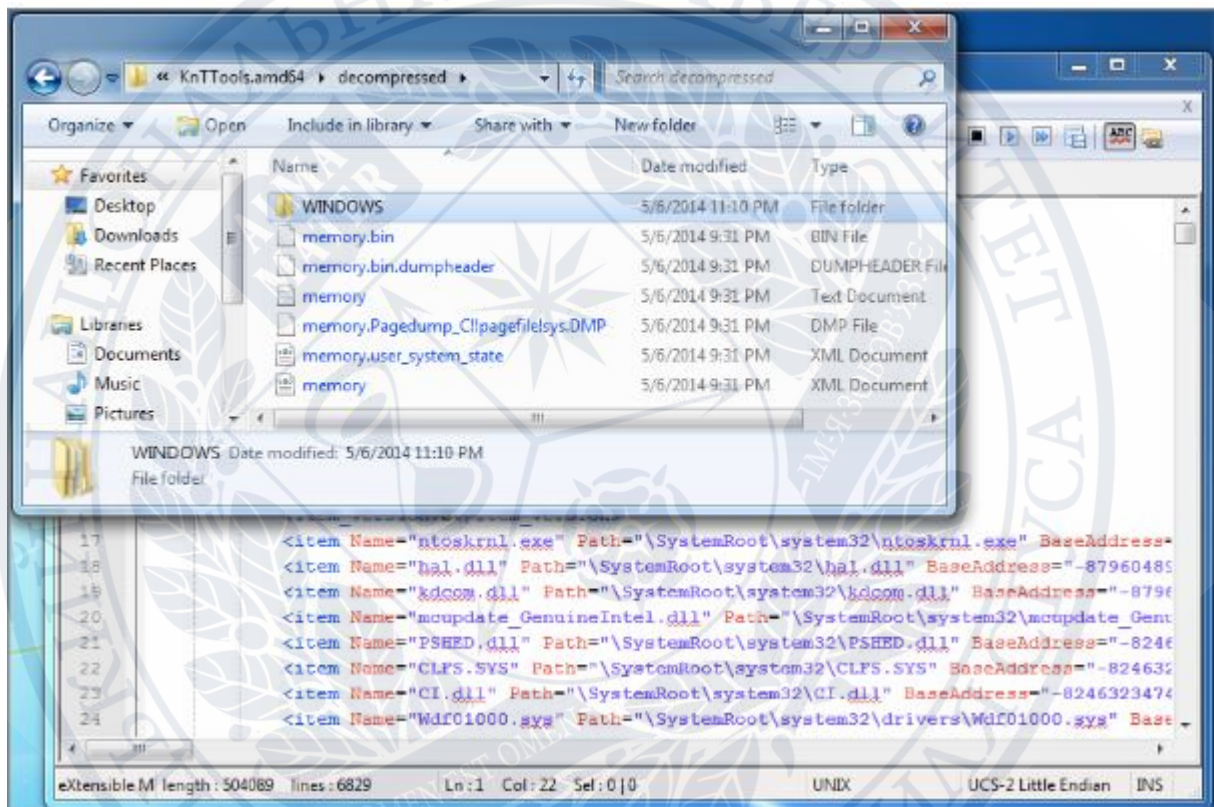 « KnTTools.amd64 ▸ decompressed ▸
Search decompressed
Organize ▾ Open Include in library ▾ Share with ▾ New folder
Favorites
Desktop
Downloads
Recent Places
Libraries
Documents
Music
Pictures
Name Date modified Type
WINDOWS 5/6/2014 11:10 PM File folder
memory.bin 5/6/2014 9:31 PM BIN File
memory.bin.dumpheader 5/6/2014 9:31 PM DUMPHEADER File
memory 5/6/2014 9:31 PM Text Document
memory.Pagedump_C!!pagefile!sys.DMP 5/6/2014 9:31 PM DMP File
memory.user_system_state 5/6/2014 9:31 PM XML Document
memory 5/6/2014 9:31 PM XML Document
WINDOWS Date modified: 5/6/2014 11:10 PM
File folder
ABC
17 <item Name="ntoskrnl.exe" Path="\SystemRoot\system32\ntoskrnl.exe" BaseAddress=
18 <item Name="hal.dll" Path="\SystemRoot\system32\hal.dll" BaseAddress="-87960489
19 <item Name="kdcom.dll" Path="\SystemRoot\system32\kdcom.dll" BaseAddress="-8796
20 <item Name="mcupdate_GenuineIntel.dll" Path="\SystemRoot\system32\mcupdate_Genu
21 <item Name="PSHED.dll" Path="\SystemRoot\system32\PSHED.dll" BaseAddress="-8246
22 <item Name="CLFS.SYS" Path="\SystemRoot\system32\CLFS.SYS" BaseAddress="-824632
23 <item Name="CI.dll" Path="\SystemRoot\system32\CI.dll" BaseAddress="-8246323474
24 <item Name="Wdf01000.sys" Path="\SystemRoot\system32\drivers\Wdf01000.sys" Base
eXtensible M length : 504089 lines : 6829 Ln : 1 Col : 22 Sel : 0 | 0 UNIX UCS-2 Little Endian INS